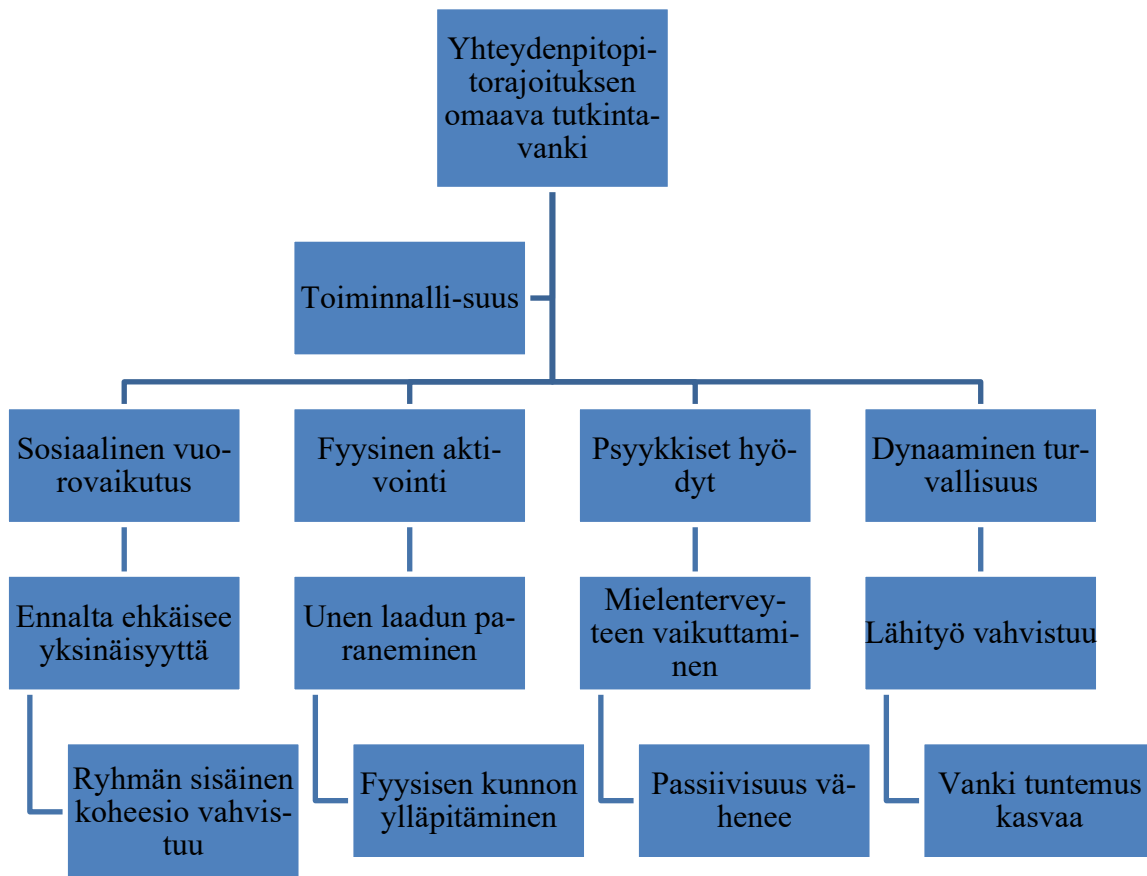 Yhteydenpitopi-
torajoituksen
omaava tutkinta-
vanki
Toiminnalli-suus
Sosiaalinen vuo-
rovaikutus
Fyysinen akti-
vointi
Psyykkiset hyö-
dyt
Dynaaminen tur-
vallisuus
Ennalta ehkäisee
yksinäisyyttä
Unen laadun pa-
raneminen
Mielentervey-
teen vaikuttami-
nen
Lähityö vahvistuu
Ryhmän sisäinen
koheesio vahvis-
tuu
Fyysisen kunnon
ylläpitäminen
Passiivisuus vä-
henee
Vanki tuntemus
kasvaa